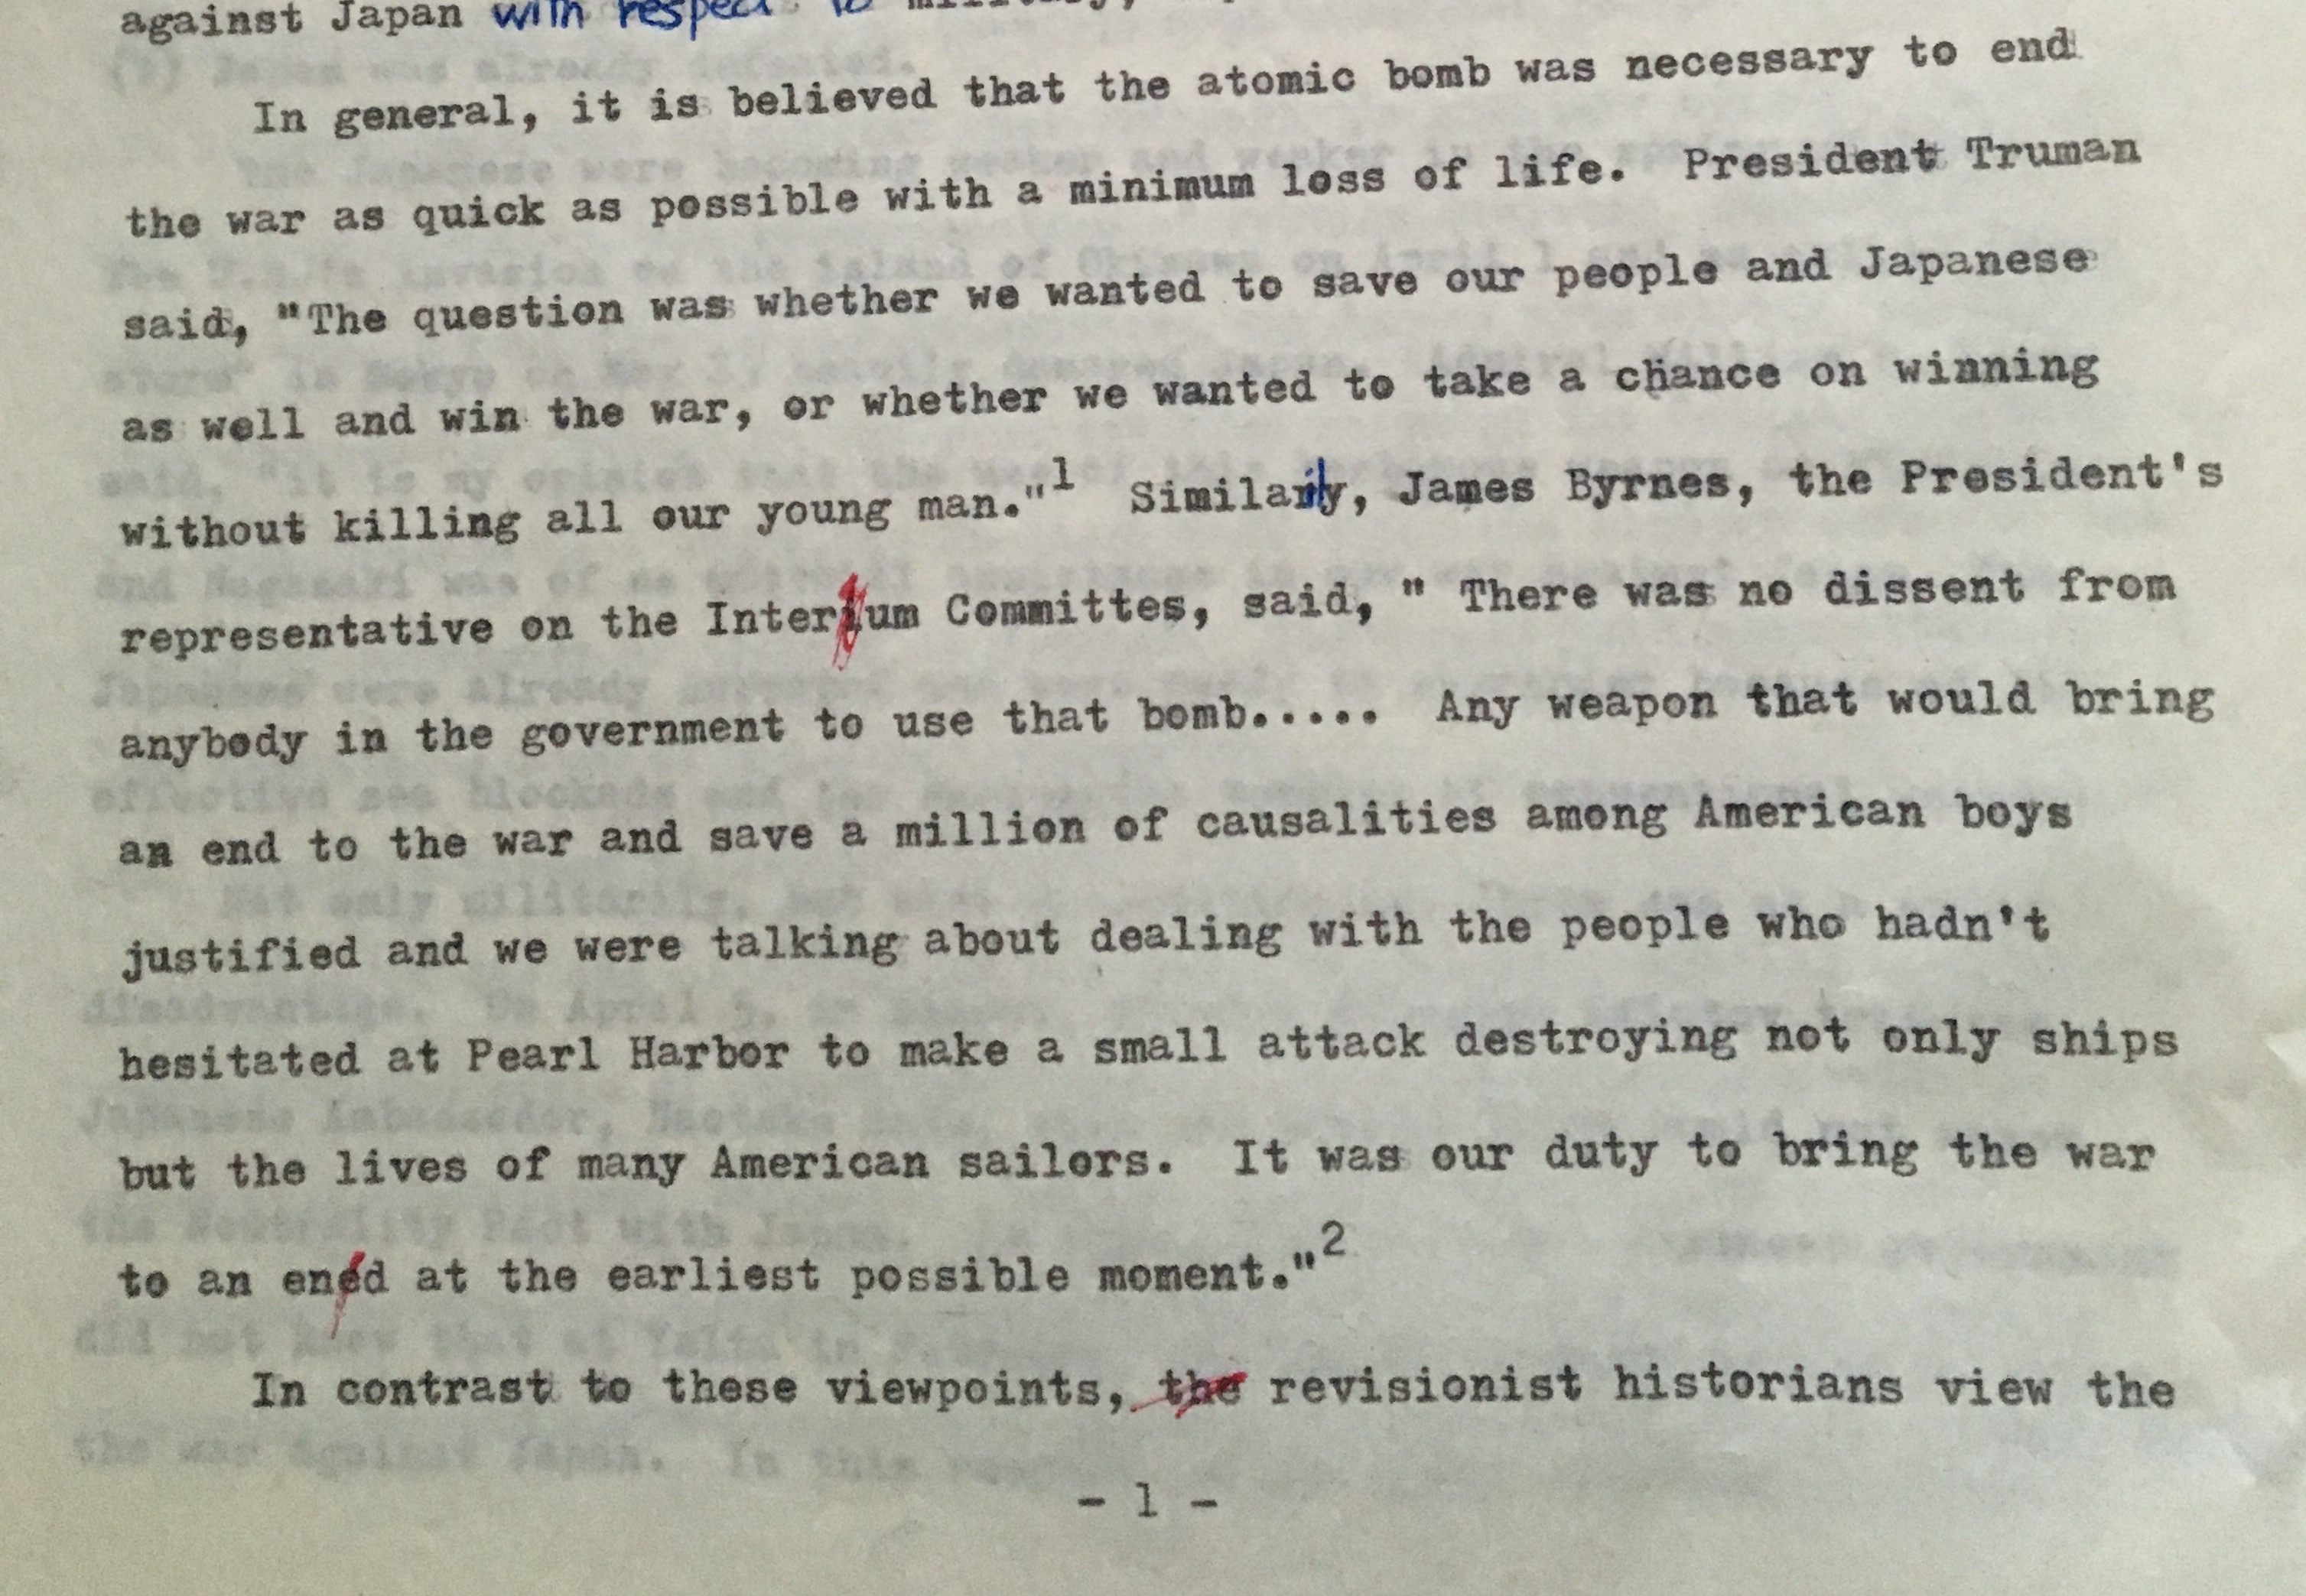 against Japan with respect to military,
In general, it is believed that the atomic bomb was necessary to end
the war as quick as possible with a minimum loss of life. President Truman
said, "The question was whether we wanted to save our people and Japanese
as well and win the war, or whether we wanted to take a chance on winning
without killing all our young man."1 Similarly, James Byrnes, the President's
representative on the Interium Committes, said, " There was no dissent from
anybody in the government to use that bomb..... Any weapon that would bring
an end to the war and save a million of causalities among American boys
justified and we were talking about dealing with the people who hadn't
hesitated at Pearl Harbor to make a small attack destroying not only ships
but the lives of many American sailors. It was our duty to bring the war
to an end at the earliest possible moment."2
In contrast to these viewpoints, the revisionist historians view the
- 1 -